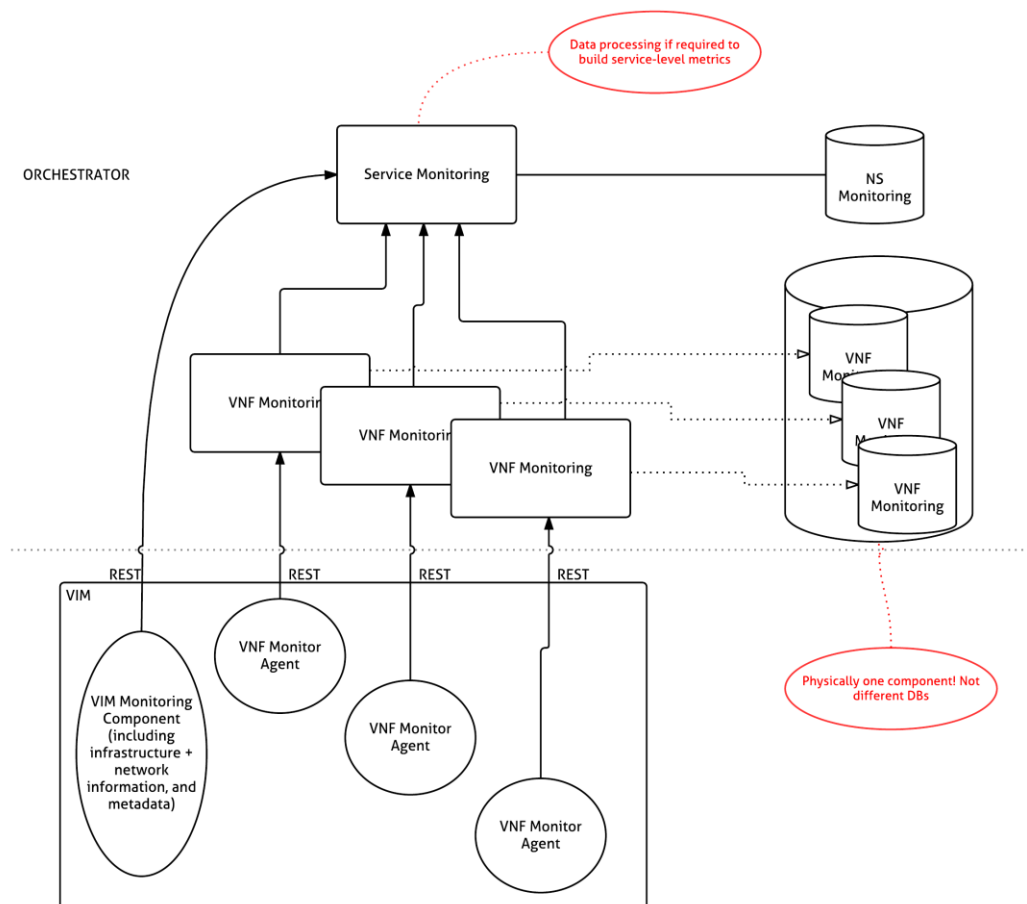 Data processing if required to
build service-level metrics
ORCHESTRATOR
Service Monitoring
NS
Monitoring
VNF Monitorin
VNF Monitorin
VNF Monitoring
VNF
VNF
VNF
Monitoring
REST
REST
REST
REST
VIM
VNF Monitor
Agent
VIM Monitoring
Component
(including
infrastructure +
network
information, and
metadata)
VNF Monitor
Agent
VNF Monitor
Agent
Physically one component! Not
different DBs